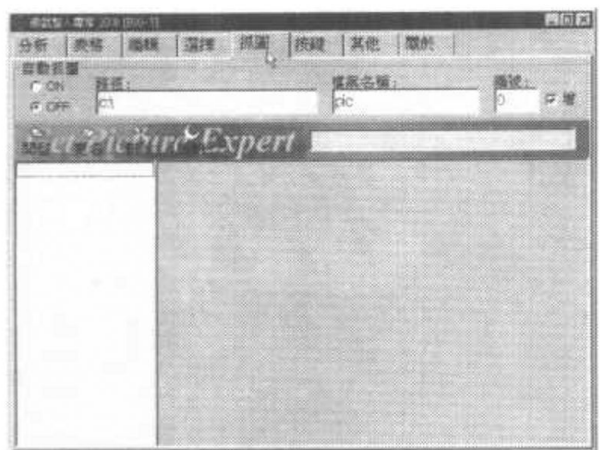 分析 表格 編輯 選擇 抓圖 按鍵 其他 關於
自動抓圖
ON 路徑: 檔案名稱: 編號:
OFF c:\ pic 0 增
Expert